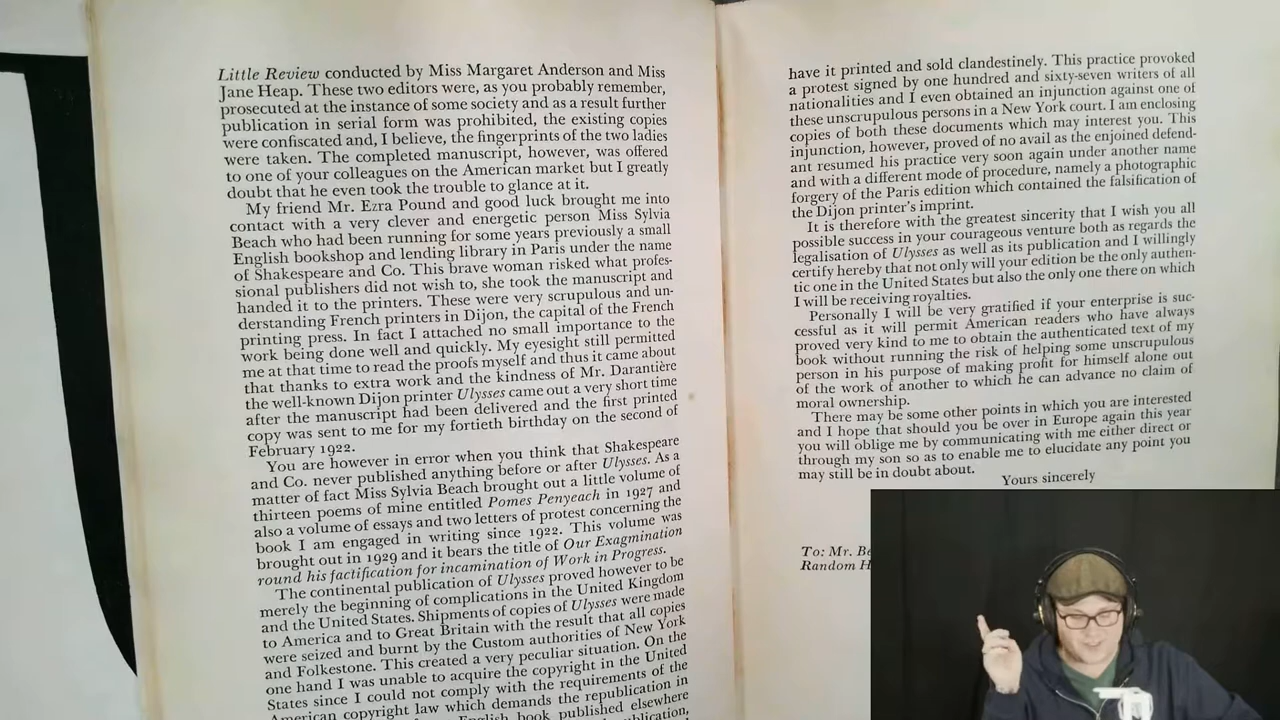 Little Review conducted by Miss Margaret Anderson and Miss
Jane Heap. These two editors were, as you probably remember,
prosecuted at the instance of some society and as a result further
publication in serial form was prohibited, the existing copies
were confiscated and, I believe, the fingerprints of the two ladies
were taken. The completed manuscript, however, was offered
to one of your colleagues on the American market but I greatly
doubt that he even took the trouble to glance at it.
My friend Mr. Ezra Pound and good luck brought me into
contact with a very clever and energetic person Miss Sylvia
Beach who had been running for some years previously a small
English bookshop and lending library in Paris under the name
of Shakespeare and Co. This brave woman risked what profes-
sional publishers did not wish to, she took the manuscript and
handed it to the printers. These were very scrupulous and un-
derstanding French printers in Dijon, the capital of the French
printing press. In fact I attached no small importance to the
work being done well and quickly. My eyesight still permitted
me at that time to read the proofs myself and thus it came about
that thanks to extra work and the kindness of Mr. Darantière
the well-known Dijon printer Ulysses came out a very short time
after the manuscript had been delivered and the first printed
copy was sent to me for my fortieth birthday on the second of
February 1922.
You are however in error when you think that Shakespeare
and Co. never published anything before or after Ulysses. As a
matter of fact Miss Sylvia Beach brought out a little volume of
thirteen poems of mine entitled Pomes Penyeach in 1927 and
also a volume of essays and two letters of protest concerning the
book I am engaged in writing since 1922. This volume was
brought out in 1929 and it bears the title of Our Exagmination
round his factification for incamination of Work in Progress.
The continental publication of Ulysses proved however to be
merely the beginning of complications in the United Kingdom
and the United States. Shipments of copies of Ulysses were made
to America and to Great Britain with the result that all copies
were seized and burnt by the Custom authorities of New York
and Folkestone. This created a very peculiar situation. On the
one hand I was unable to acquire the copyright in the United
States since I could not comply with the requirements of the
American copyright law which demands the republication in
English book published elsewhere
have it printed and sold clandestinely. This practice provoked
a protest signed by one hundred and sixty-seven writers of all
nationalities and I even obtained an injunction against one of
these unscrupulous persons in a New York court. I am enclosing
copies of both these documents which may interest you. This
injunction, however, proved of no avail as the enjoined defend-
ant resumed his practice very soon again under another name
and with a different mode of procedure, namely a photographic
forgery of the Paris edition which contained the falsification of
the Dijon printer's imprint.
It is therefore with the greatest sincerity that I wish you all
possible success in your courageous venture both as regards the
legalisation of Ulysses as well as its publication and I willingly
certify hereby that not only will your edition be the only authen-
tic one in the United States but also the only one there on which
I will be receiving royalties.
Personally I will be very gratified if your enterprise is suc-
cessful as it will permit American readers who have always
proved very kind to me to obtain the authenticated text of my
book without running the risk of helping some unscrupulous
person in his purpose of making profit for himself alone out
of the work of another to which he can advance no claim of
moral ownership.
There may be some other points in which you are interested
and I hope that should you be over in Europe again this year
you will oblige me by communicating with me either direct or
through my son so as to enable me to elucidate any point you
may still be in doubt about.
Yours sincerely
To: Mr. Be
Random H